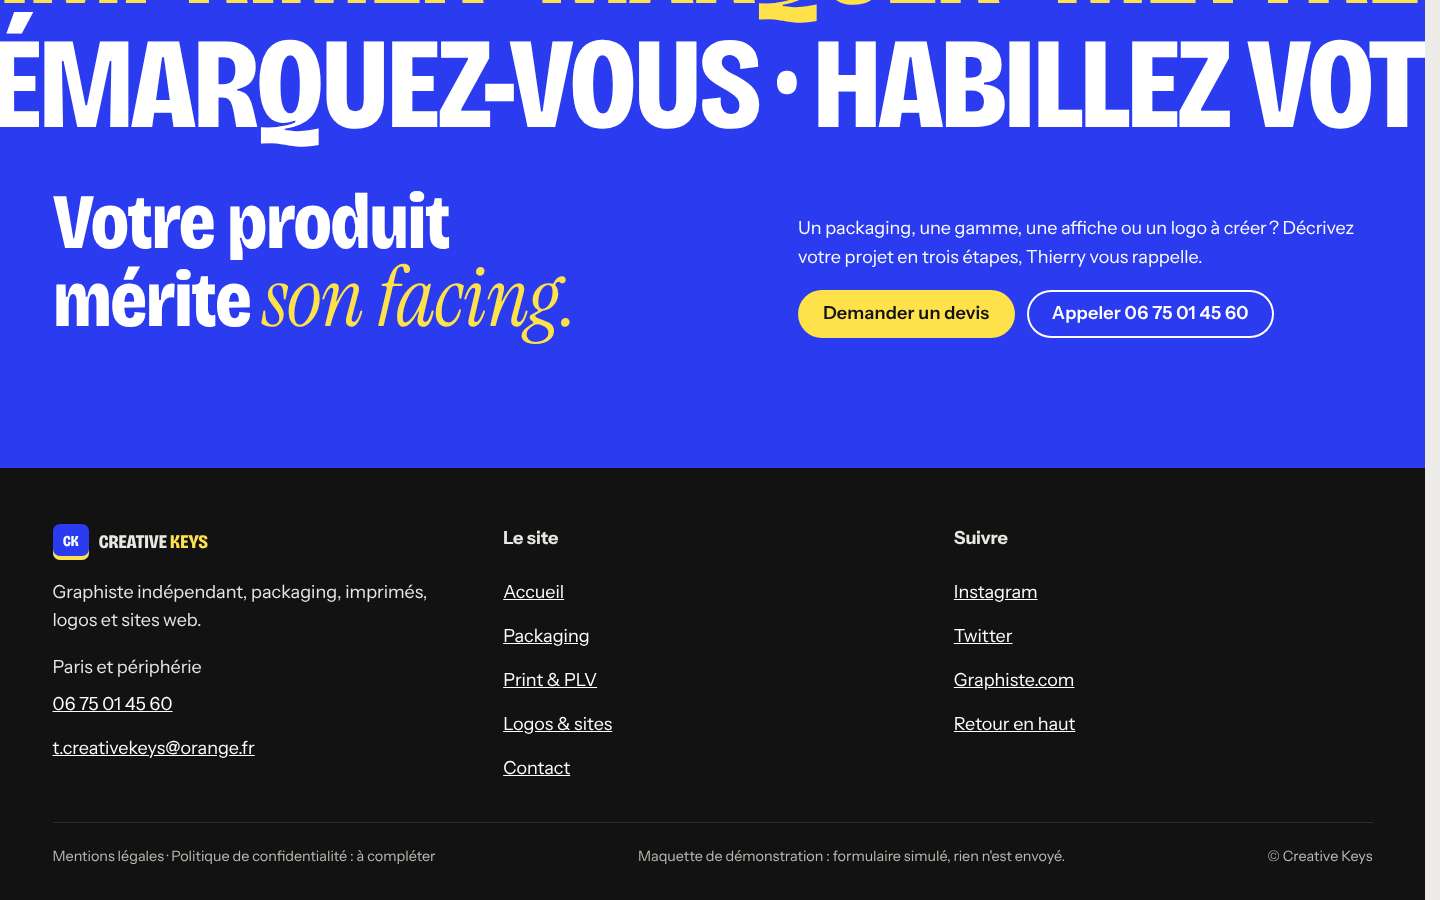 ÉMARQUEZ-VOUS · HABILLEZ VOT
Votre produit
mérite son facing.
Un packaging, une gamme, une affiche ou un logo à créer ? Décrivez
votre projet en trois étapes, Thierry vous rappelle.
Demander un devis
Appeler 06 75 01 45 60
CK CREATIVE KEYS
Graphiste indépendant, packaging, imprimés,
logos et sites web.
Paris et périphérie
06 75 01 45 60
t.creativekeys@orange.fr
Le site
Accueil
Packaging
Print & PLV
Logos & sites
Contact
Suivre
Instagram
Twitter
Graphiste.com
Retour en haut
Mentions légales · Politique de confidentialité : à compléter
Maquette de démonstration : formulaire simulé, rien n'est envoyé.
© Creative Keys